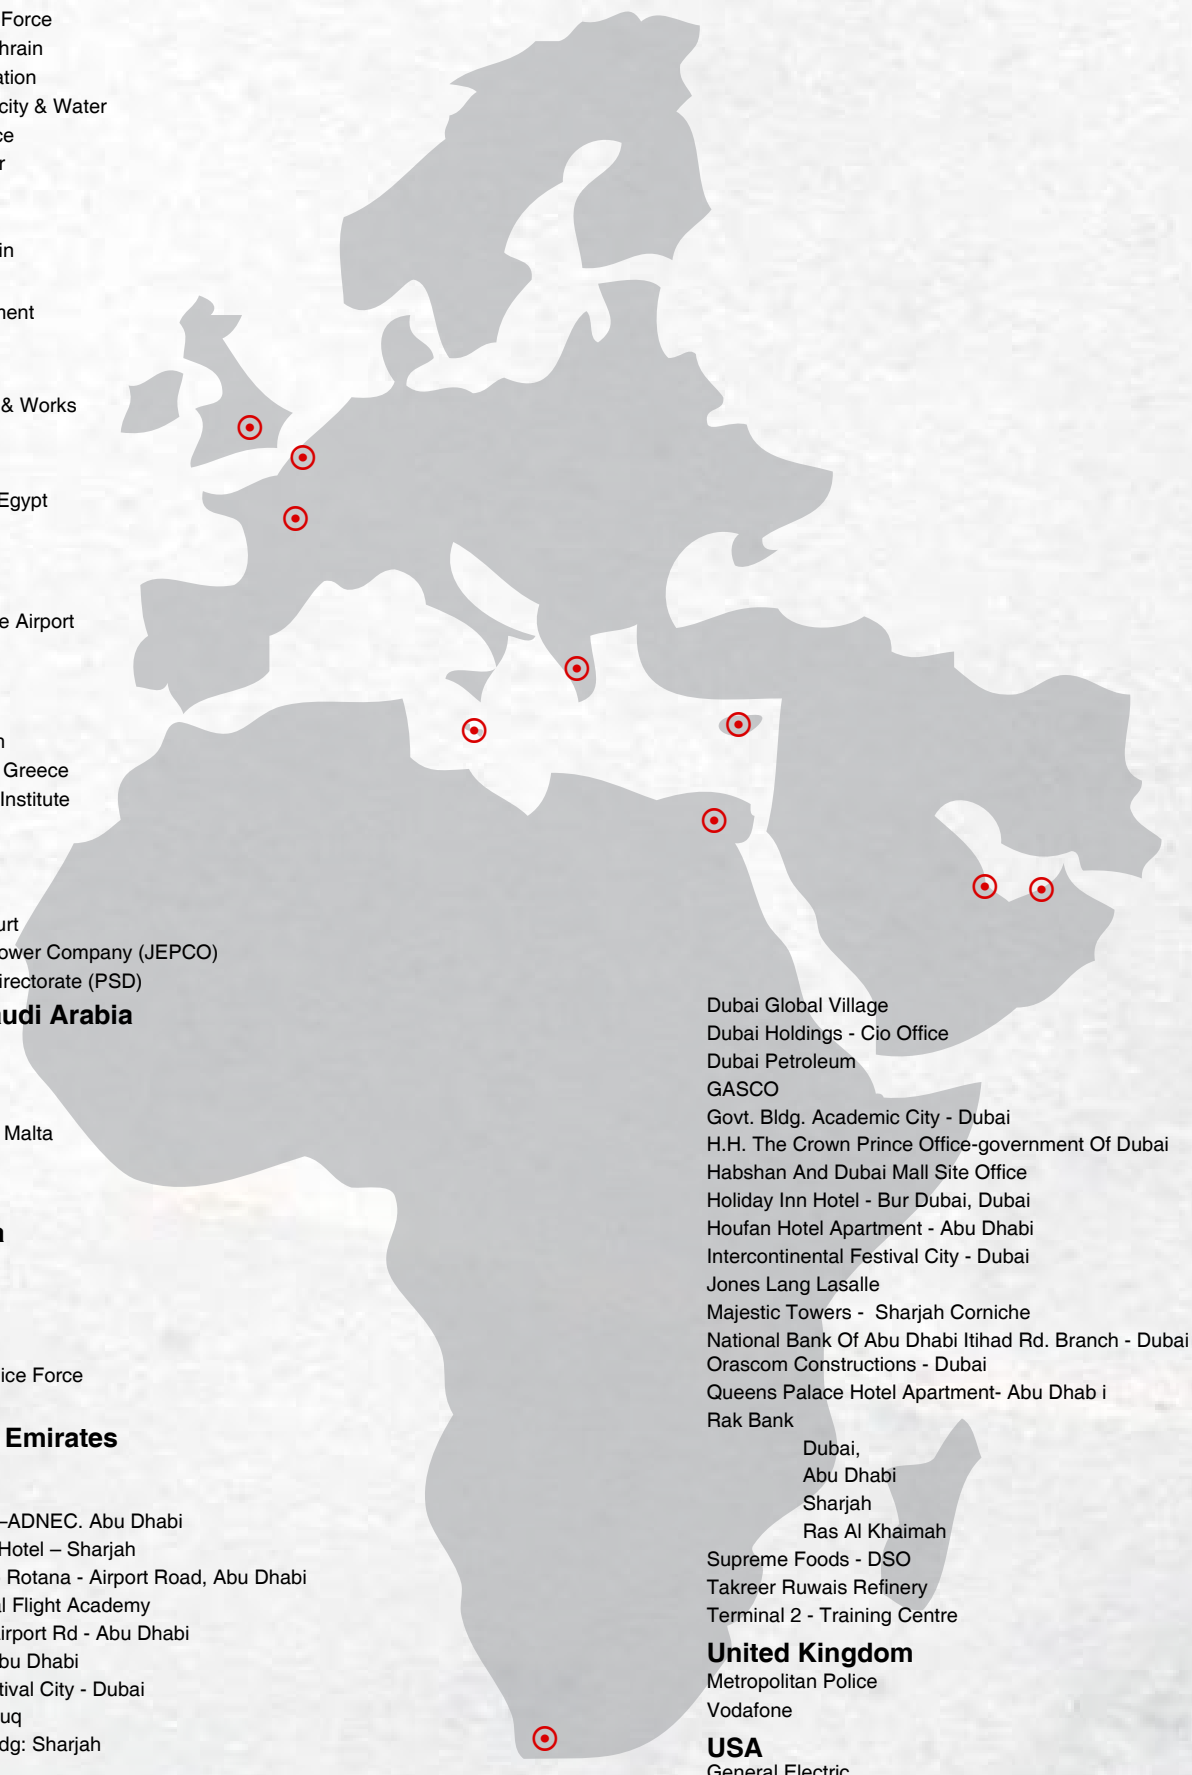 Force
hrain
ation
city & Water
ce
r
in
nent
& Works
Egypt
e Airport
n
Greece
Institute
urt
ower Company (JEPCO)
irectorate (PSD)
audi Arabia
Malta
a
ice Force
Emirates
–ADNEC. Abu Dhabi
Hotel – Sharjah
Rotana - Airport Road, Abu Dhabi
al Flight Academy
irport Rd - Abu Dhabi
bu Dhabi
tival City - Dubai
uq
dg: Sharjah
Dubai Global Village
Dubai Holdings - Cio Office
Dubai Petroleum
GASCO
Govt. Bldg. Academic City - Dubai
H.H. The Crown Prince Office-government Of Dubai
Habshan And Dubai Mall Site Office
Holiday Inn Hotel - Bur Dubai, Dubai
Houfan Hotel Apartment - Abu Dhabi
Intercontinental Festival City - Dubai
Jones Lang Lasalle
Majestic Towers - Sharjah Corniche
National Bank Of Abu Dhabi Itihad Rd. Branch - Dubai
Orascom Constructions - Dubai
Queens Palace Hotel Apartment- Abu Dhab i
Rak Bank
Dubai,
Abu Dhabi
Sharjah
Ras Al Khaimah
Supreme Foods - DSO
Takreer Ruwais Refinery
Terminal 2 - Training Centre
United Kingdom
Metropolitan Police
Vodafone
USA
General Electric